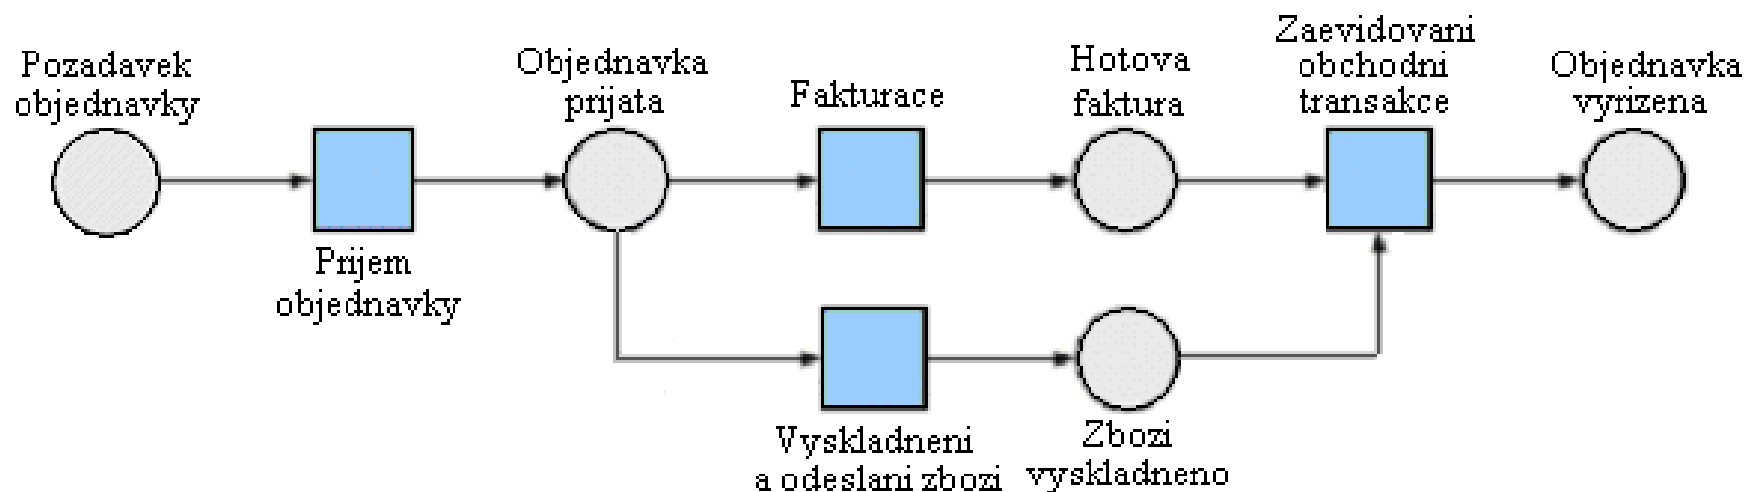 Pozadavek
objednavky
Prijem
objednavky
Objednavka
prijata
Fakturace
Hotova
faktura
Zaevidovani
obchodni
transakce
Objednavka
vyrizena
Vyskladneni
a odeslani zbozi
Zbozi
vyskladneno